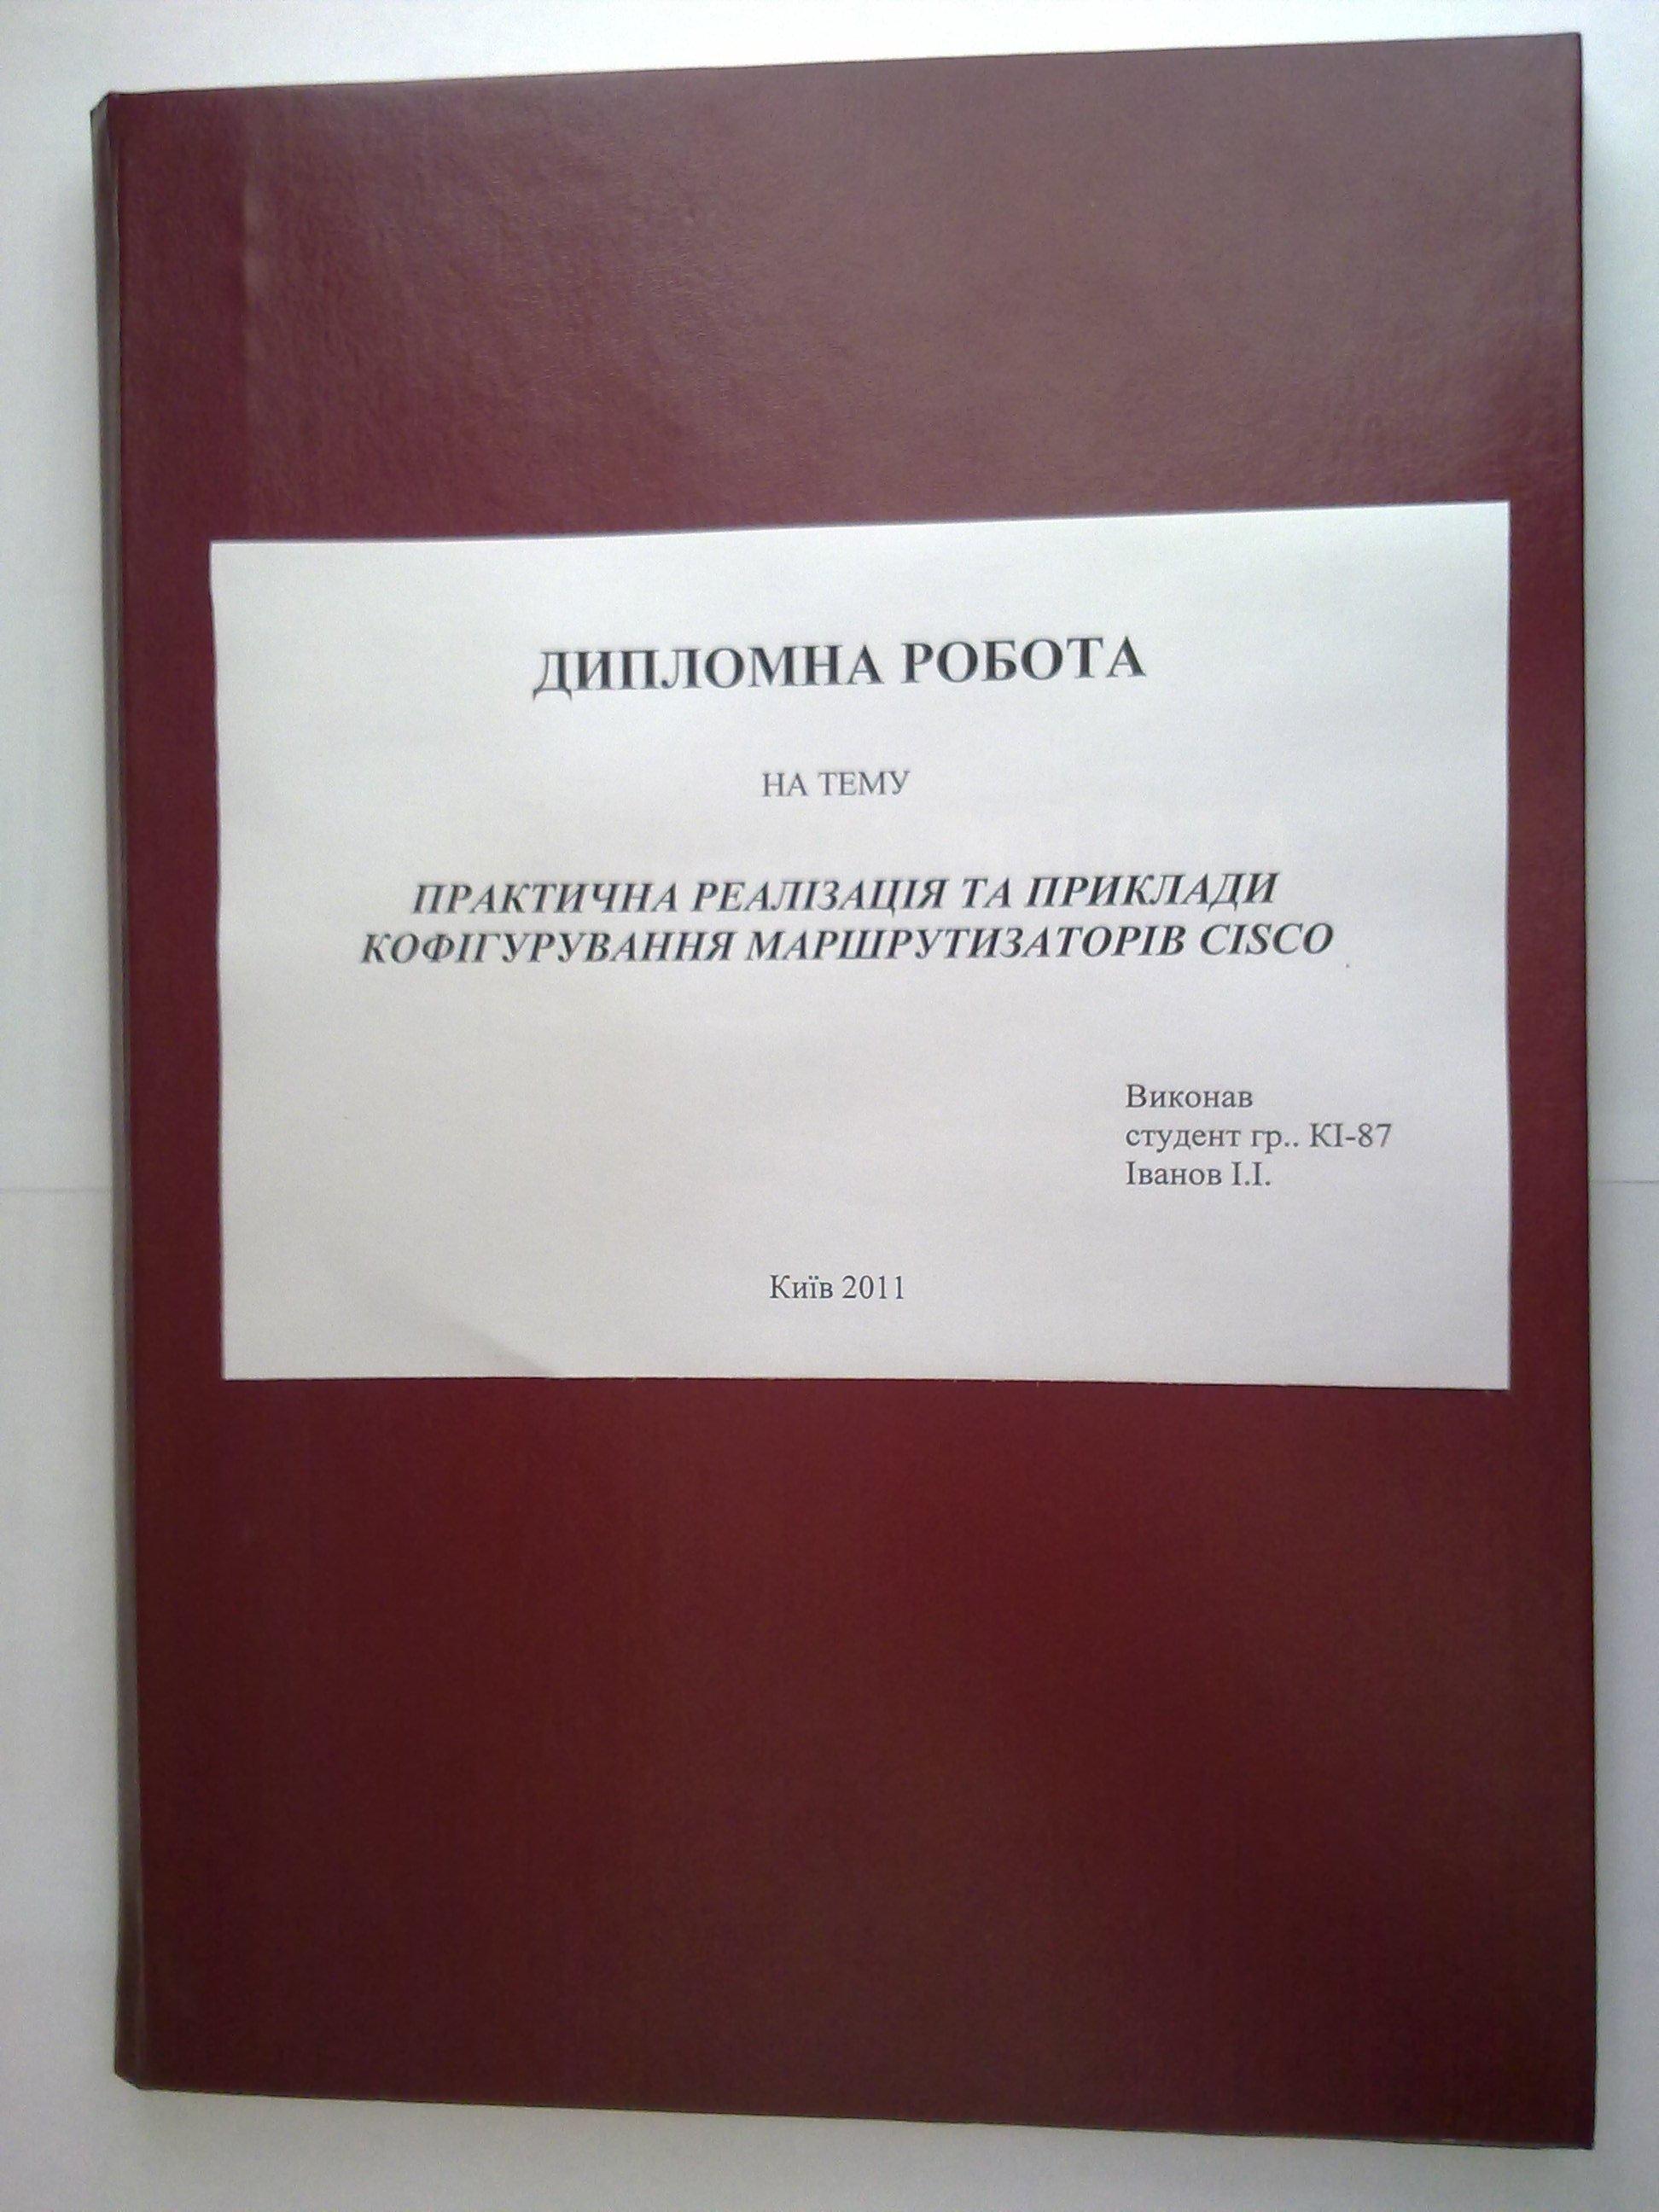 ДИПЛОМНА РОБОТА
НА ТЕМУ
ПРАКТИЧНА РЕАЛІЗАЦІЯ ТА ПРИКЛАДИ
КОФІГУРУВАННЯ МАРШРУТИЗАТОРІВ CISCO
Виконав
студент гр.. КІ-87
Іванов І.І.
Київ 2011